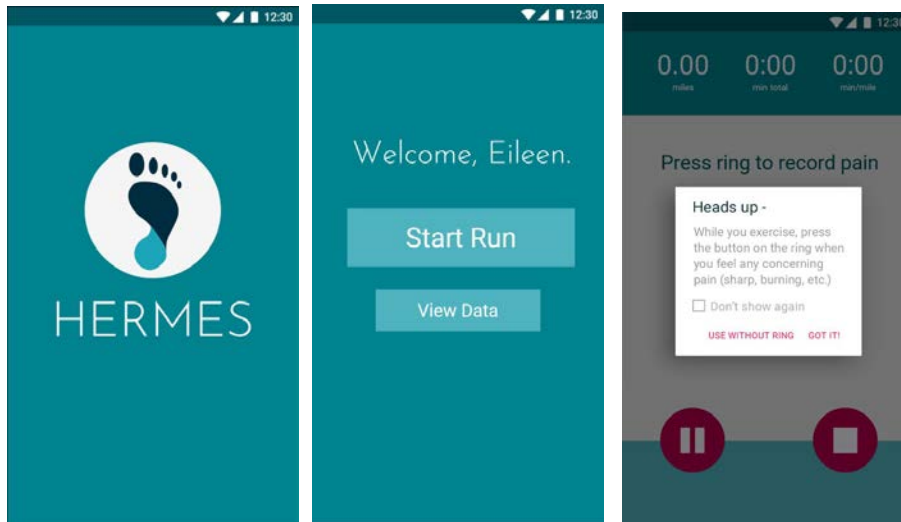 12:30
HERMES
12:30
Welcome, Eileen.
Start Run
View Data
12:30
0.00 0:00 0:00
miles min total min/mile
Press ring to record pain
Heads up -
While you exercise, press
the button on the ring when
you feel any concerning
pain (sharp, burning, etc.)
Don't show again
USE WITHOUT RING GOT IT!